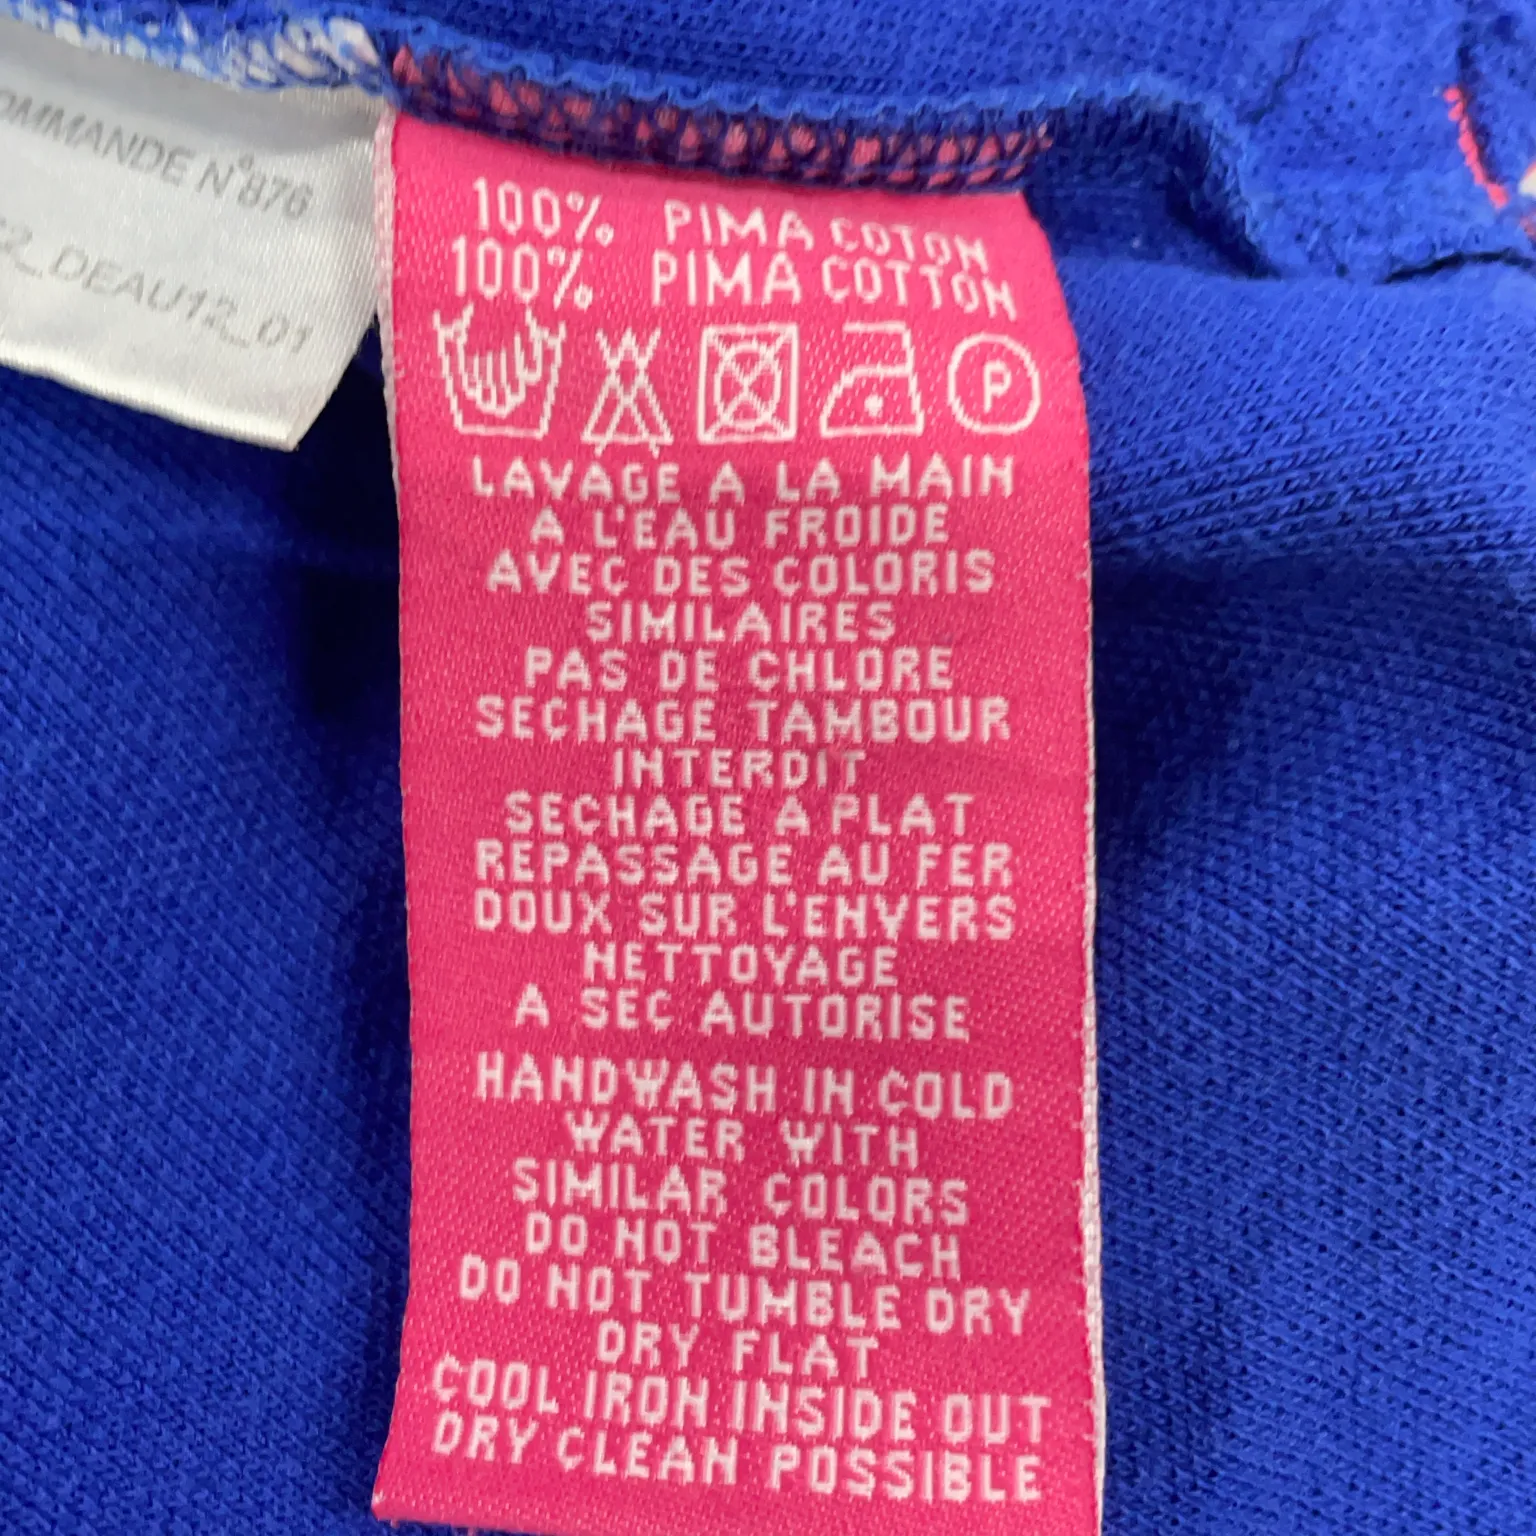 N°876
2_DEAU12_01
100% PIMA COTON
100% PIMA COTTON
P
LAVAGE A LA MAIN
A L'EAU FROIDE
AVEC DES COLORIS
SIMILAIRES
PAS DE CHLORE
SECHAGE TAMBOUR
INTERDIT
SECHAGE A PLAT
REPASSAGE AU FER
DOUX SUR L'ENVERS
NETTOYAGE
A SEC AUTORISE
HANDWASH IN COLD
WATER WITH
SIMILAR COLORS
DO NOT BLEACH
DO NOT TUMBLE DRY
DRY FLAT
COOL IRON INSIDE OUT
DRY CLEAN POSSIBLE